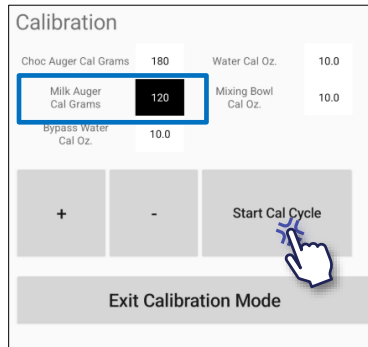 Calibration
Choc Auger Cal Grams 180 Water Cal Oz. 10.0
Milk Auger Cal Grams 120 Mixing Bowl Cal Oz. 10.0
Bypass Water Cal Oz. 10.0
+ - Start Cal Cycle
Exit Calibration Mode